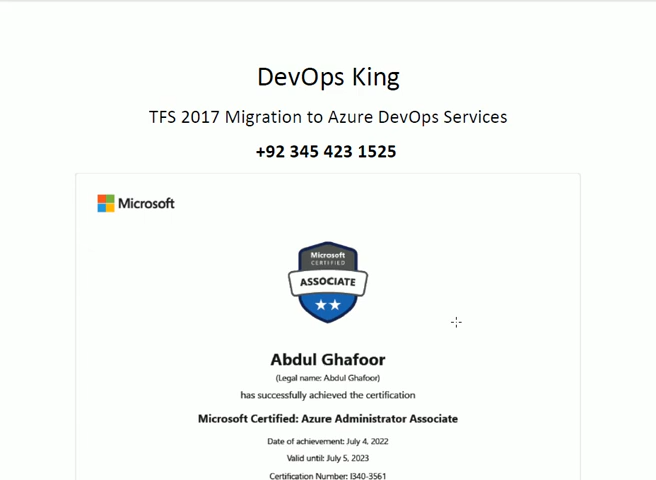 DevOps King
TFS 2017 Migration to Azure DevOps Services
+92 345 423 1525
Microsoft
Microsoft
CERTIFIED
ASSOCIATE
Abdul Ghafoor
(Legal name: Abdul Ghafoor)
has successfully achieved the certification
Microsoft Certified: Azure Administrator Associate
Date of achievement: July 4, 2022
Valid until: July 5, 2023
Certification Number: I340-3561